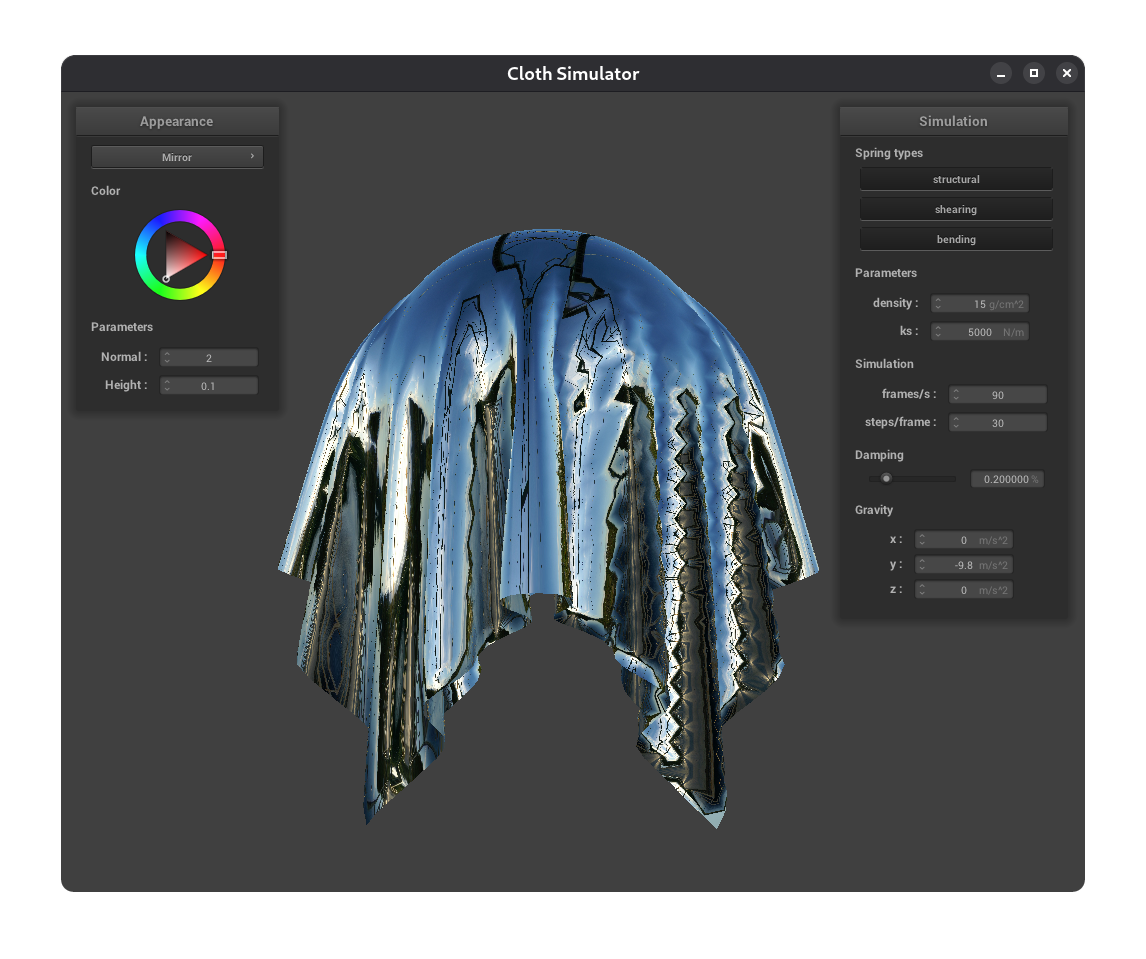 Cloth Simulator
Appearance
Mirror
Color
Parameters
Normal : 2
Height : 0.1
Simulation
Spring types
structural
shearing
bending
Parameters
density : 15 g/cm^2
ks : 5000 N/m
Simulation
frames/s : 90
steps/frame : 30
Damping
0.200000 %
Gravity
x : 0 m/s^2
y : -9.8 m/s^2
z : 0 m/s^2